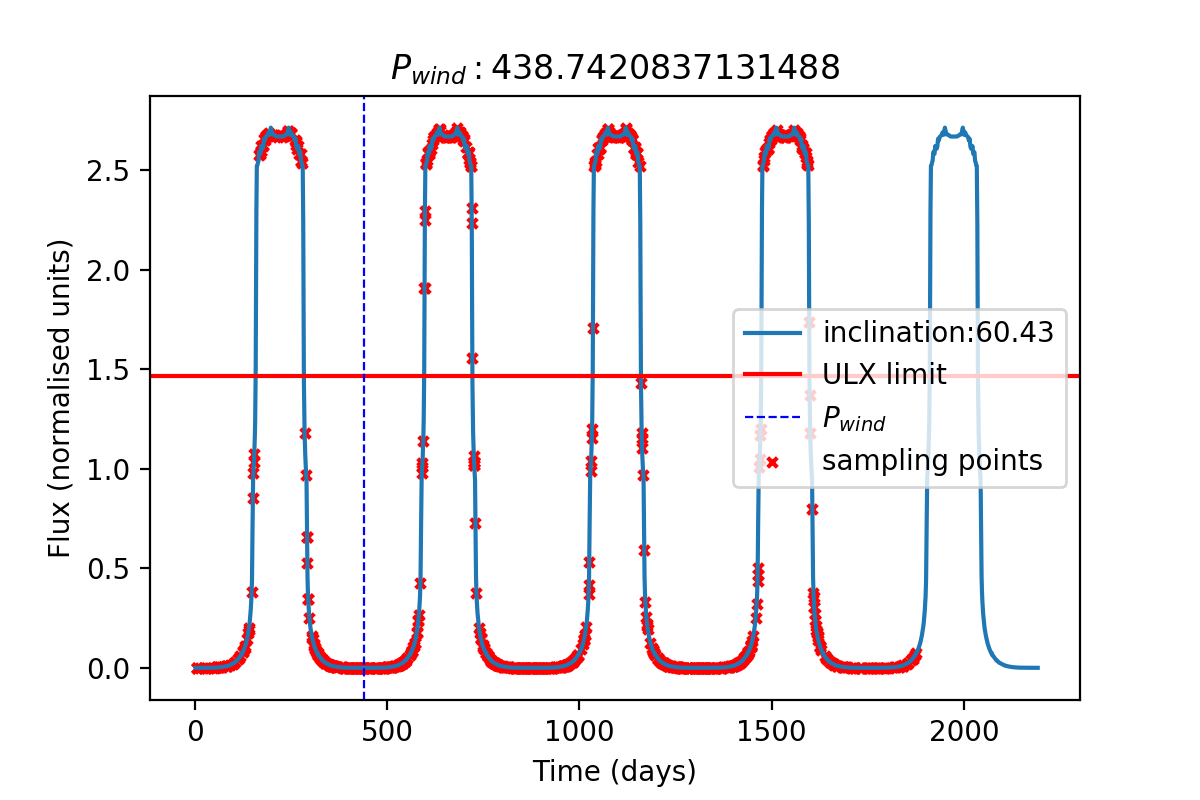 P_wind : 438.7420837131488
Flux (normalised units)
2.5
2.0
1.5
1.0
0.5
0.0
inclination:60.43
ULX limit
P_wind
sampling points
0 500 1000 1500 2000
Time (days)